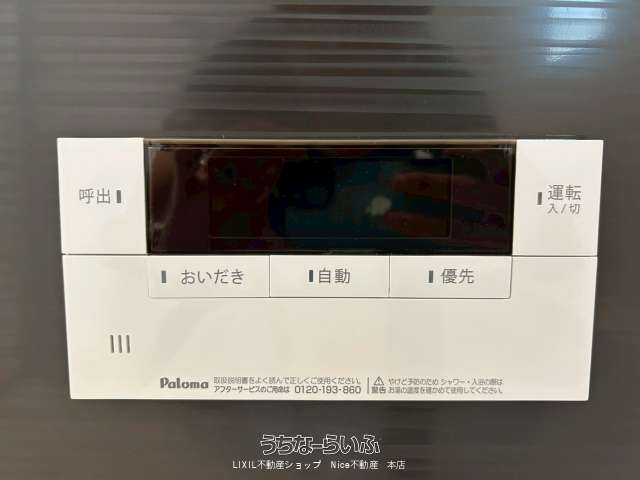 呼出
運転
入/切
おいだき
自動
優先
Paloma 取扱説明書をよく読んで正しくご使用ください。
アフターサービスのご用命は 0120-193-860
警告 やけど予防のため シャワー・入浴の際は
お湯の温度を確かめて使用してください。
うちなーらいふ
LIXIL不動産ショップ Nice不動産 本店